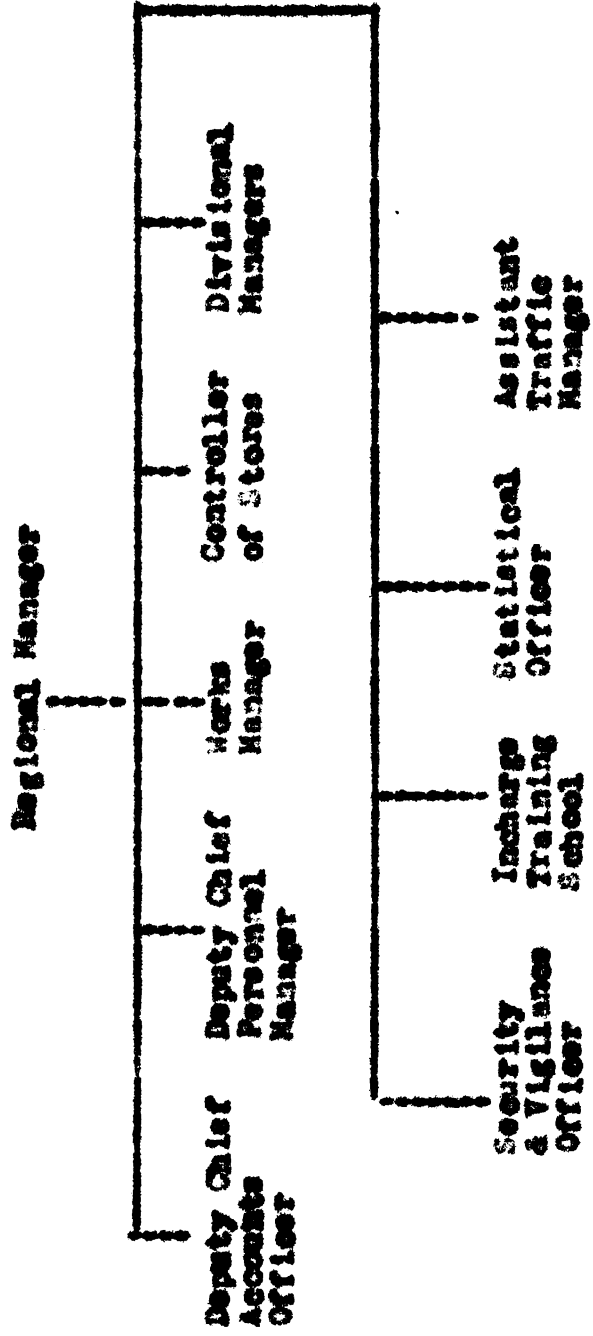 Regional Manager
Deputy Chief
Accounts
Officer
Deputy Chief
Personnel
Manager
Works
Manager
Controller
of Stores
Divisional
Managers
Security
& Vigilance
Officer
Incharge
Training
School
Statistical
Officer
Assistant
Traffic
Manager